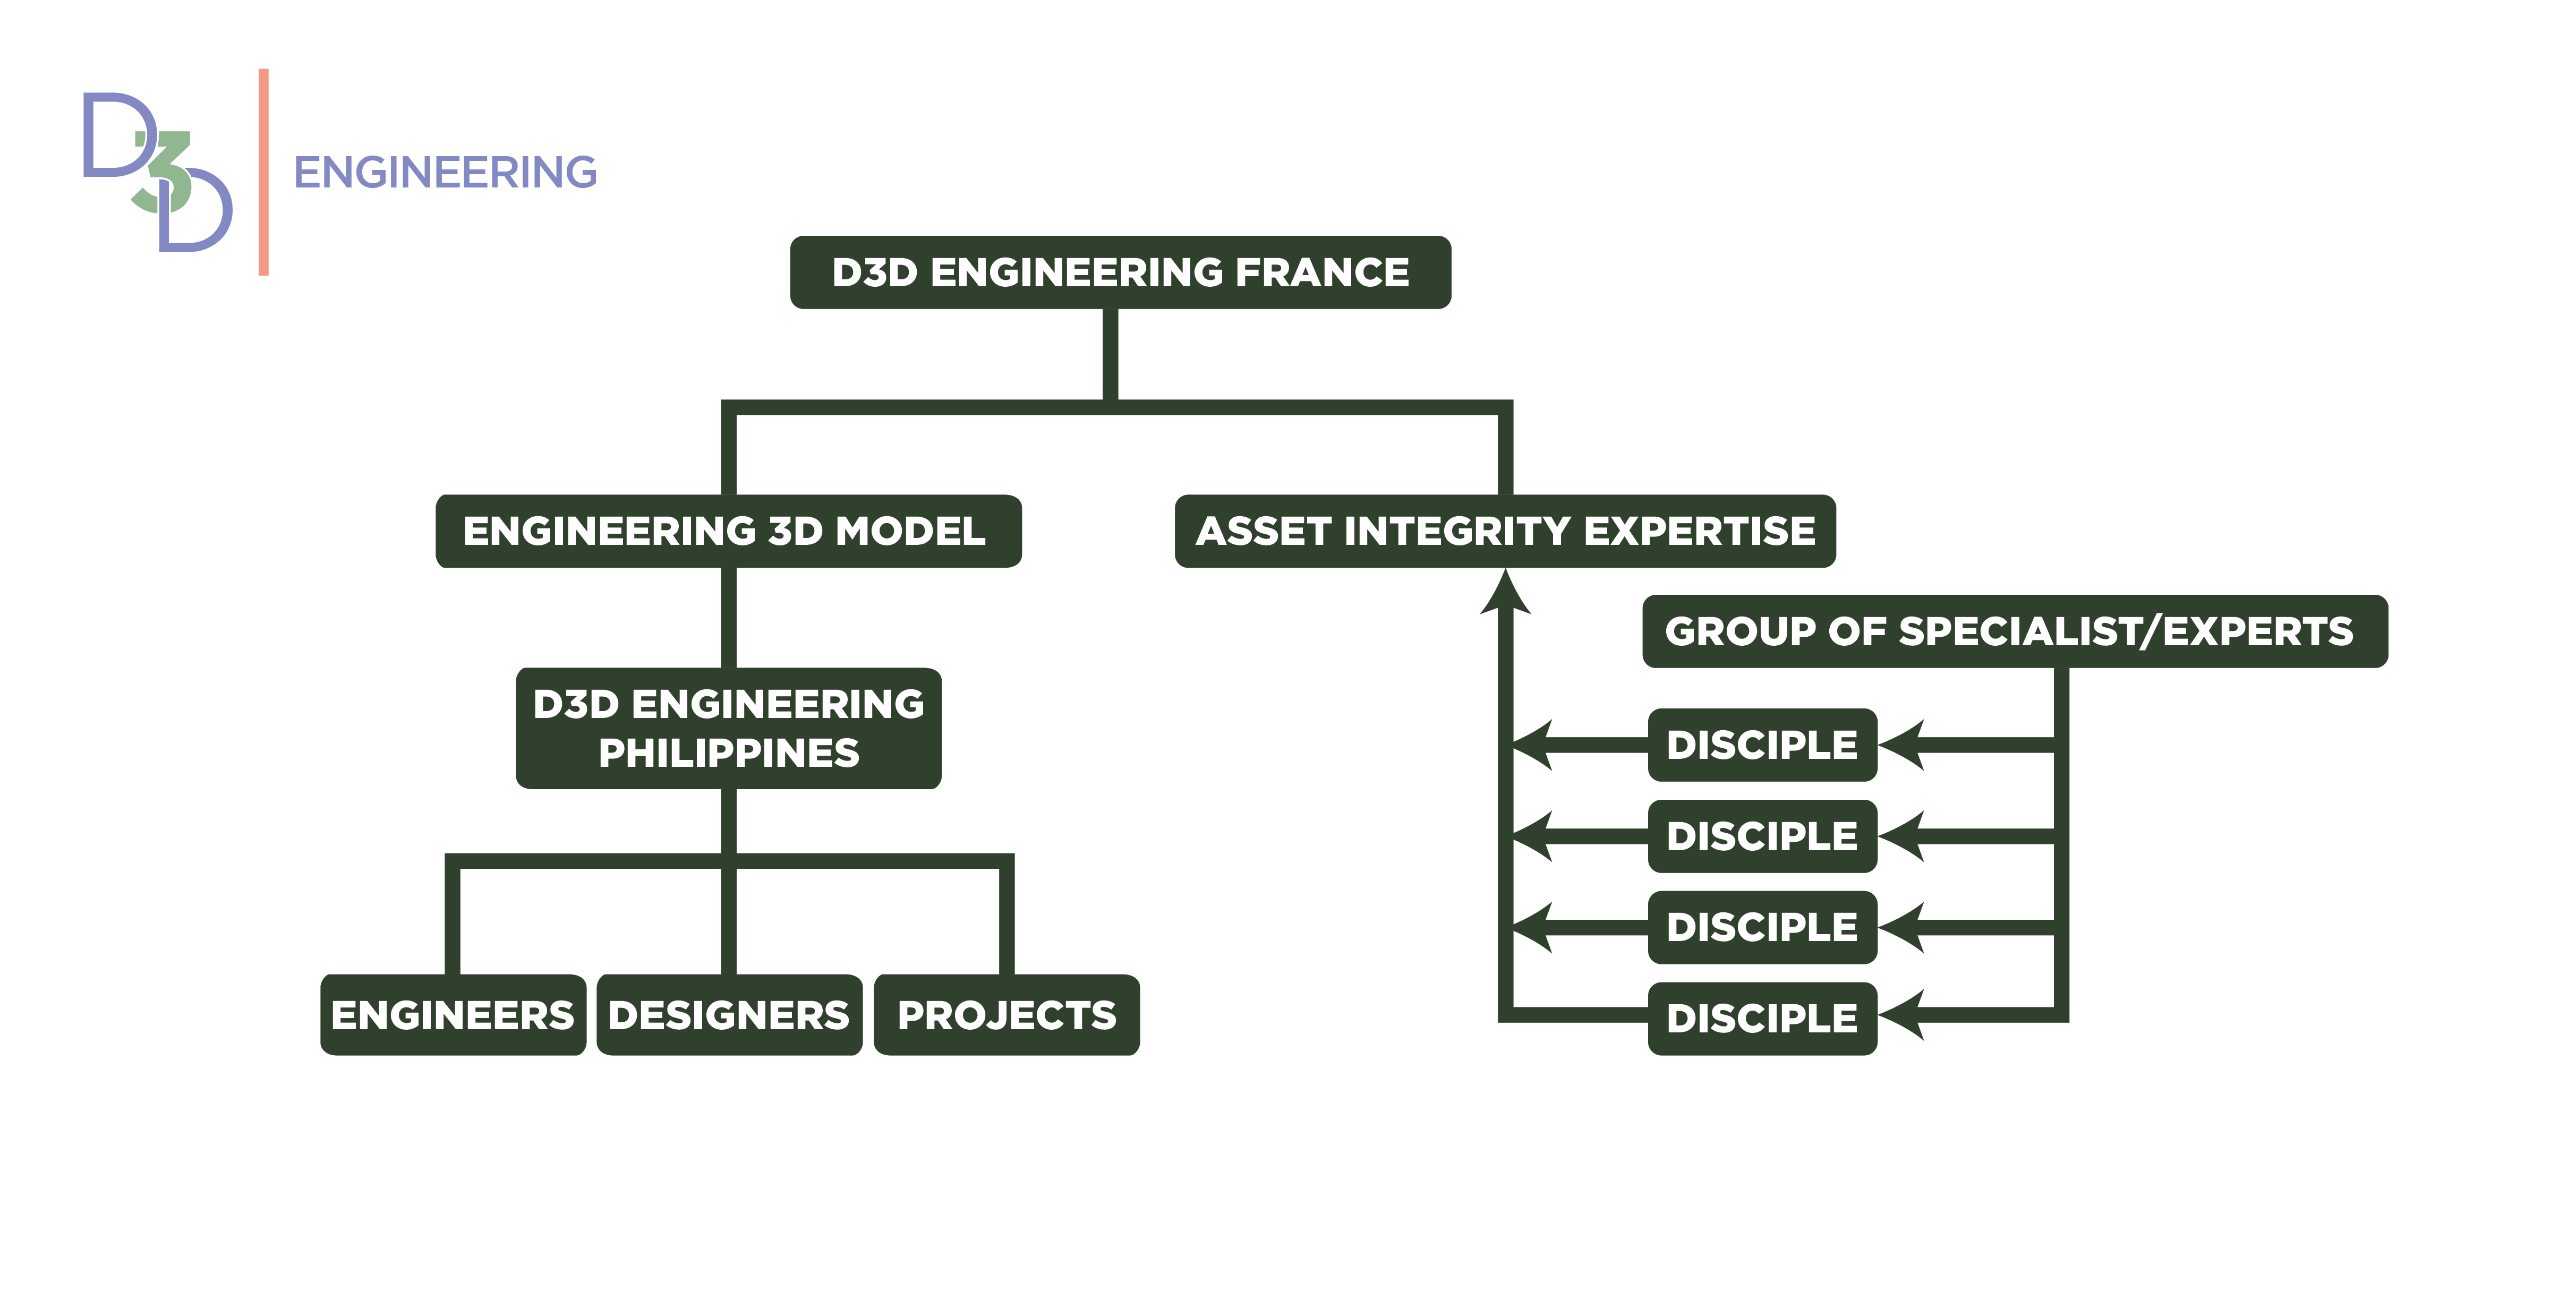 D3D
ENGINEERING
D3D ENGINEERING FRANCE
ENGINEERING 3D MODEL
ASSET INTEGRITY EXPERTISE
GROUP OF SPECIALIST/EXPERTS
D3D ENGINEERING
PHILIPPINES
DISCIPLE
DISCIPLE
DISCIPLE
DISCIPLE
ENGINEERS
DESIGNERS
PROJECTS